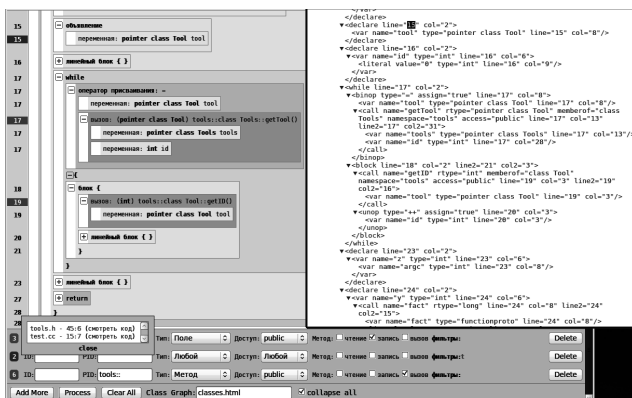 15 объявление
15 переменная: pointer class Tool tool
16 линейный блок { }
17 while
17 оператор присваивания: =
17 переменная: pointer class Tool tool
17 вызов: (pointer class Tool) tools::class Tools::getTool()
17 переменная: pointer class Tools tools
17 переменная: int id
{
18 блок {
19 вызов: (int) tools::class Tool::getID()
19 переменная: pointer class Tool tool
20 линейный блок { }
21 }
}
23 линейный блок { }
27 return
28 }
28
</var>
</declare>
▼<declare line="15" col="2">
<var name="tool" type="pointer class Tool" line="15" col="8"/>
</declare>
▼<declare line="16" col="2">
▼<var name="id" type="int" line="16" col="6">
<literal value="0" type="int" line="16" col="9"/>
</var>
</declare>
▼<while line="17" col="2">
▼<binop type="=" assign="true" line="17" col="8">
<var name="tool" type="pointer class Tool" line="17" col="8"/>
▼<call name="getTool" rtype="pointer class Tool" memberof="class
Tools" namespace="tools" access="public" line="17" col="13"
line2="17" col2="31">
<var name="tools" type="pointer class Tools" line="17" col="13"/>
<var name="id" type="int" line="17" col="28"/>
</call>
</binop>
▼<block line="18" col="2" line2="21" col2="3">
▼<call name="getID" rtype="int" memberof="class Tool"
namespace="tools" access="public" line="19" col="3" line2="19"
col2="16">
<var name="tool" type="pointer class Tool" line="19" col="3"/>
</call>
▼<unop type="++" assign="true" line="20" col="3">
<var name="id" type="int" line="20" col="3"/>
</unop>
</block>
</while>
▼<declare line="23" col="2">
▼<var name="z" type="int" line="23" col="6">
<var name="argc" type="int" line="23" col="8"/>
</var>
</declare>
▼<declare line="24" col="2">
▼<var name="y" type="int" line="24" col="6">
▼<call name="fact" rtype="long" line="24" col="8" line2="24"
col2="15">
<var name="fact" type="functionproto" line="24" col="8"/>
tools.h - 45:6 (смотреть код)
test.cc - 15:7 (смотреть код)
close
3 Тип: Поле Доступ: public Метод: чтение запись вызов фильтры: Delete
2 ID: PID: Тип: Любой Доступ: Любой Метод: чтение запись вызов фильтры:t Delete
6 ID: PID: tools:: Тип: Метод Доступ: public Метод: чтение запись вызов фильтры: Delete
Add More Process Clear All Class Graph: classes.html collapse all